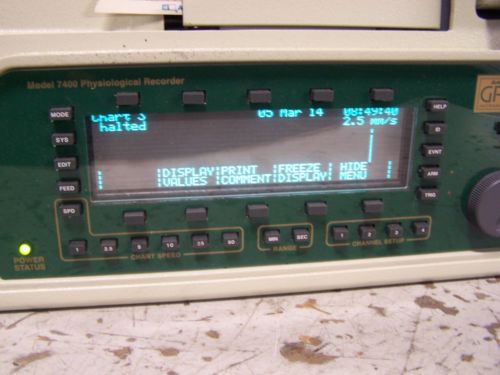 Model 7400 Physiological Recorder
Chart 3 05 Mar 14 08:49:40
halted 2.5 mm/s
DISPLAY PRINT FREEZE HIDE
VALUES COMMENT DISPLAY MENU
MODE
SYS
EDIT
FEED
SPD
HELP
ID
EVNT
ARM
TRIG
1 2.5 5 10 25 50
CHART SPEED
MIN SEC
RANGE
1 2 3 4
CHANNEL SETUP
POWER
STATUS